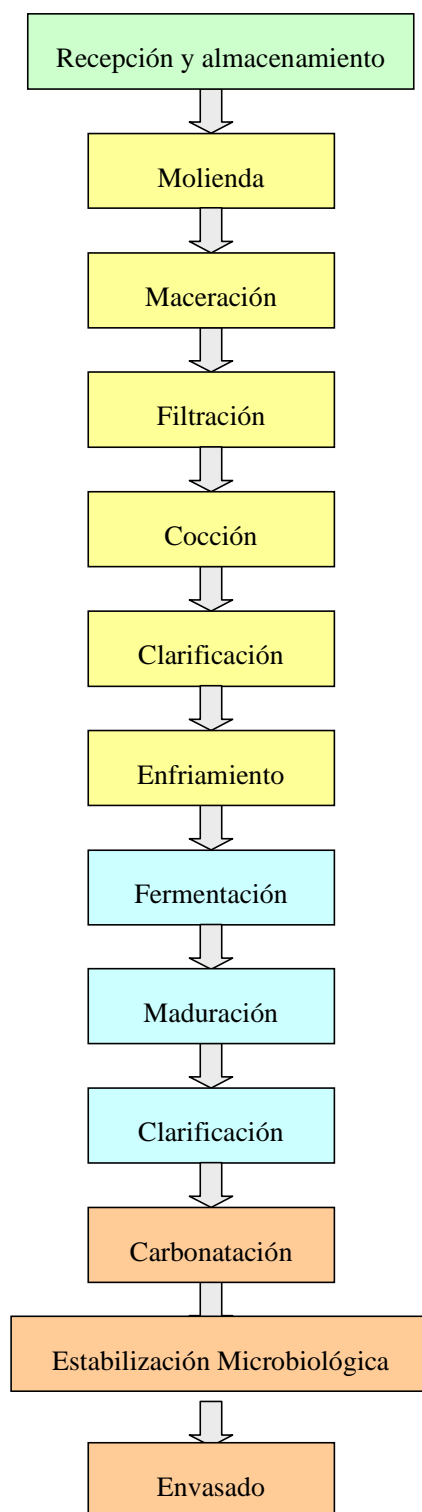 Recepción y almacenamiento
Molienda
Maceración
Filtración
Cocción
Clarificación
Enfriamiento
Fermentación
Maduración
Clarificación
Carbonatación
Estabilización Microbiológica
Envasado